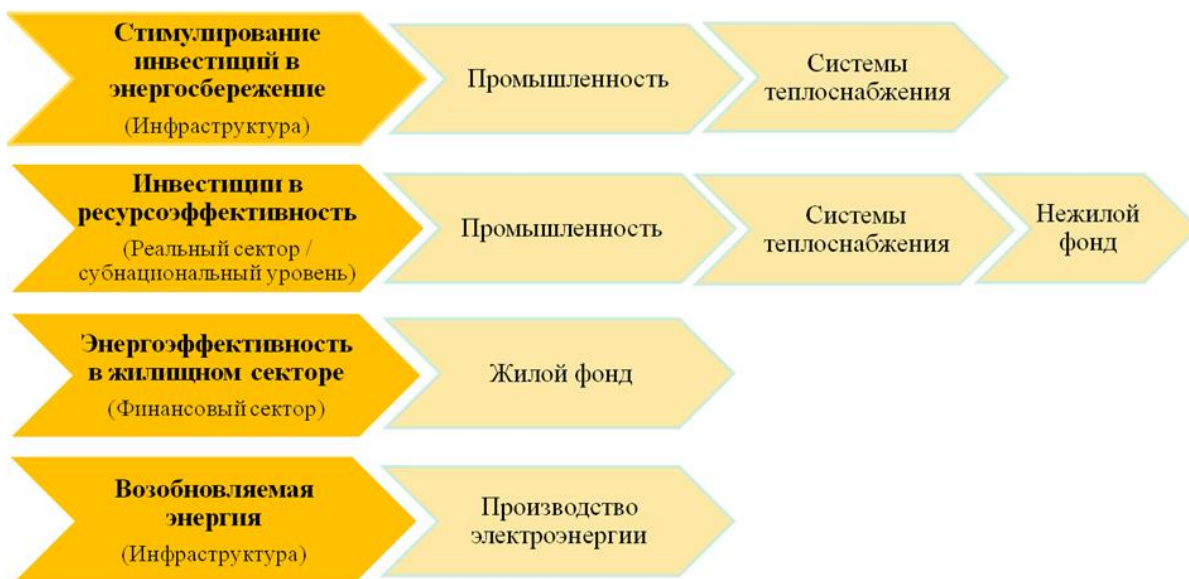 Стимулирование
инвестиций в
энергосбережение
(Инфраструктура)
Промышленность
Системы
теплоснабжения
Инвестиции в
ресурсоэффективность
(Реальный сектор /
субнациональный уровень)
Промышленность
Системы
теплоснабжения
Нежилой
фонд
Энергоэффективность
в жилищном секторе
(Финансовый сектор)
Жилой фонд
Возобновляемая
энергия
(Инфраструктура)
Производство
электроэнергии